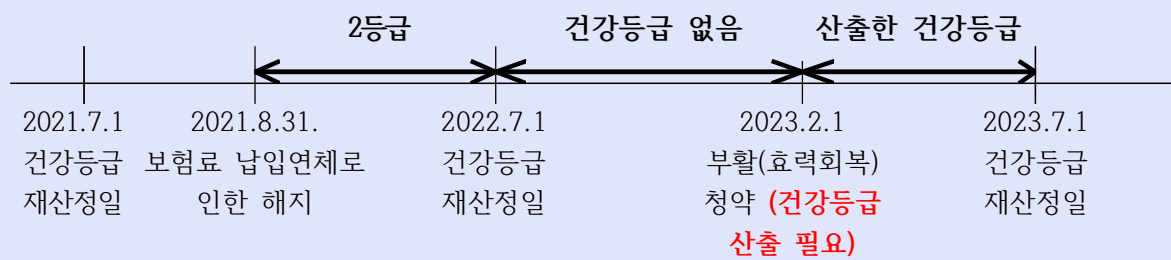 2등급 건강등급 없음 산출한 건강등급
2021.7.1 2021.8.31. 2022.7.1 2023.2.1 2023.7.1
건강등급 보험료 납입연체로 건강등급 부활(효력회복) 건강등급
재산정일 인한 해지 재산정일 청약 (건강등급 재산정일
산출 필요)